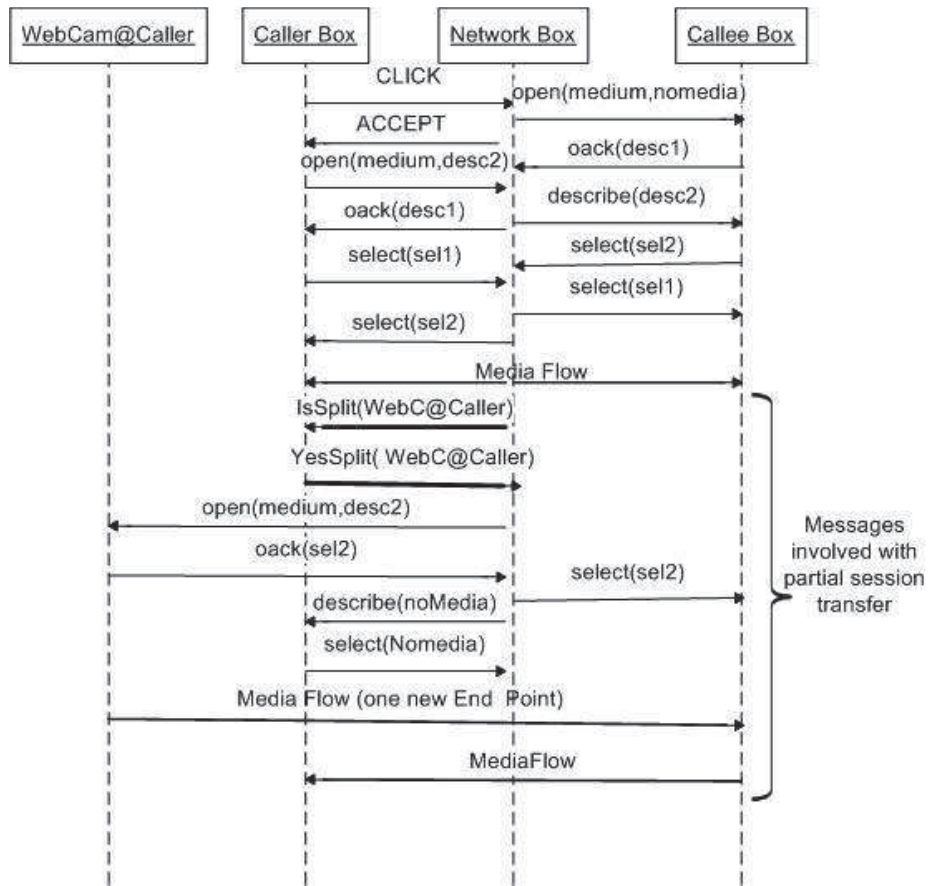 WebCam@Caller
Caller Box
Network Box
Callee Box
CLICK
open(medium,nomedia)
ACCEPT
oack(desc1)
open(medium,desc2)
describe(desc2)
oack(desc1)
select(sel2)
select(sel1)
select(sel1)
select(sel2)
Media Flow
IsSplit(WebC@Caller)
YesSplit( WebC@Caller)
open(medium,desc2)
oack(sel2)
select(sel2)
describe(noMedia)
select(Nomedia)
Media Flow (one new End Point)
MediaFlow
Messages
involved with
partial session
transfer